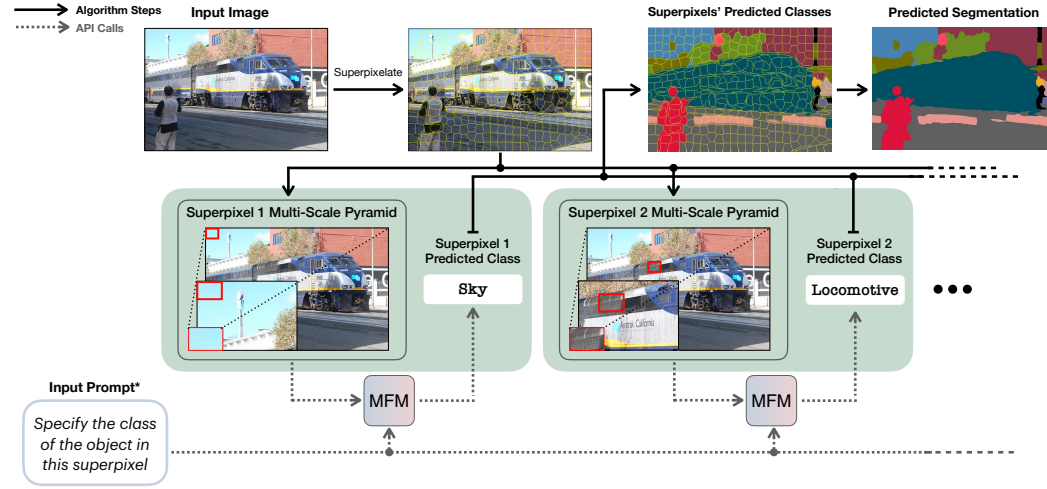 Algorithm Steps
API Calls
Input Image
Superpixels' Predicted Classes
Predicted Segmentation
Superpixelate
Superpixel 1 Multi-Scale Pyramid
Superpixel 1
Predicted Class
Sky
Superpixel 2 Multi-Scale Pyramid
Amtrak California
Superpixel 2
Predicted Class
Locomotive
Input Prompt*
Specify the class
of the object in
this superpixel
MFM
MFM